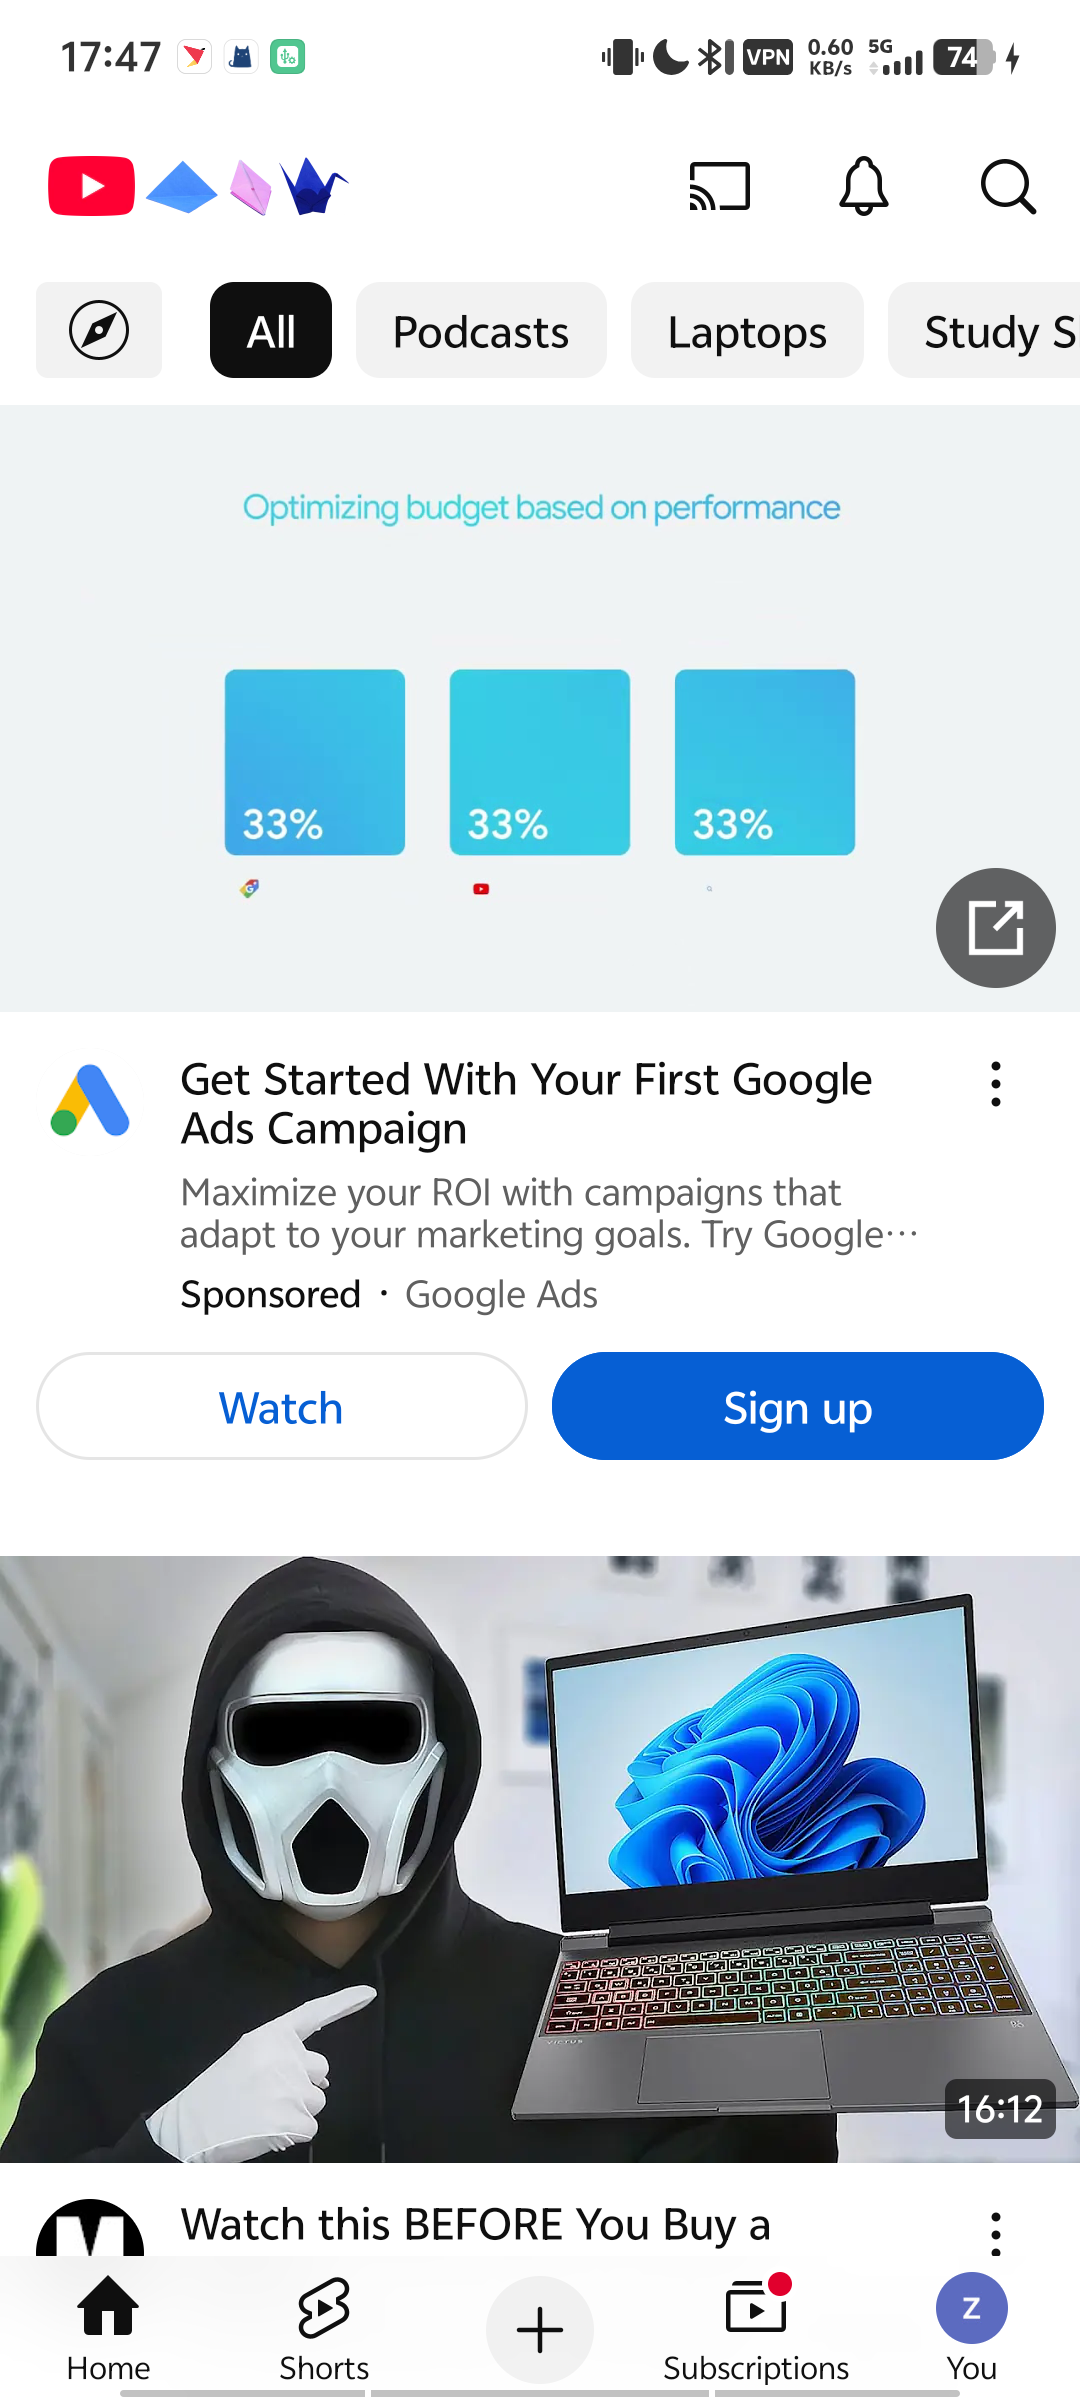 17:47
VPN
0.60
KB/s
5G
74
All
Podcasts
Laptops
Study S
Optimizing budget based on performance
33%
33%
33%
Get Started With Your First Google
Ads Campaign
Maximize your ROI with campaigns that
adapt to your marketing goals. Try Google...
Sponsored · Google Ads
Watch
Sign up
VICTUS
16:12
Watch this BEFORE You Buy a
Home
Shorts
Subscriptions
Z
You